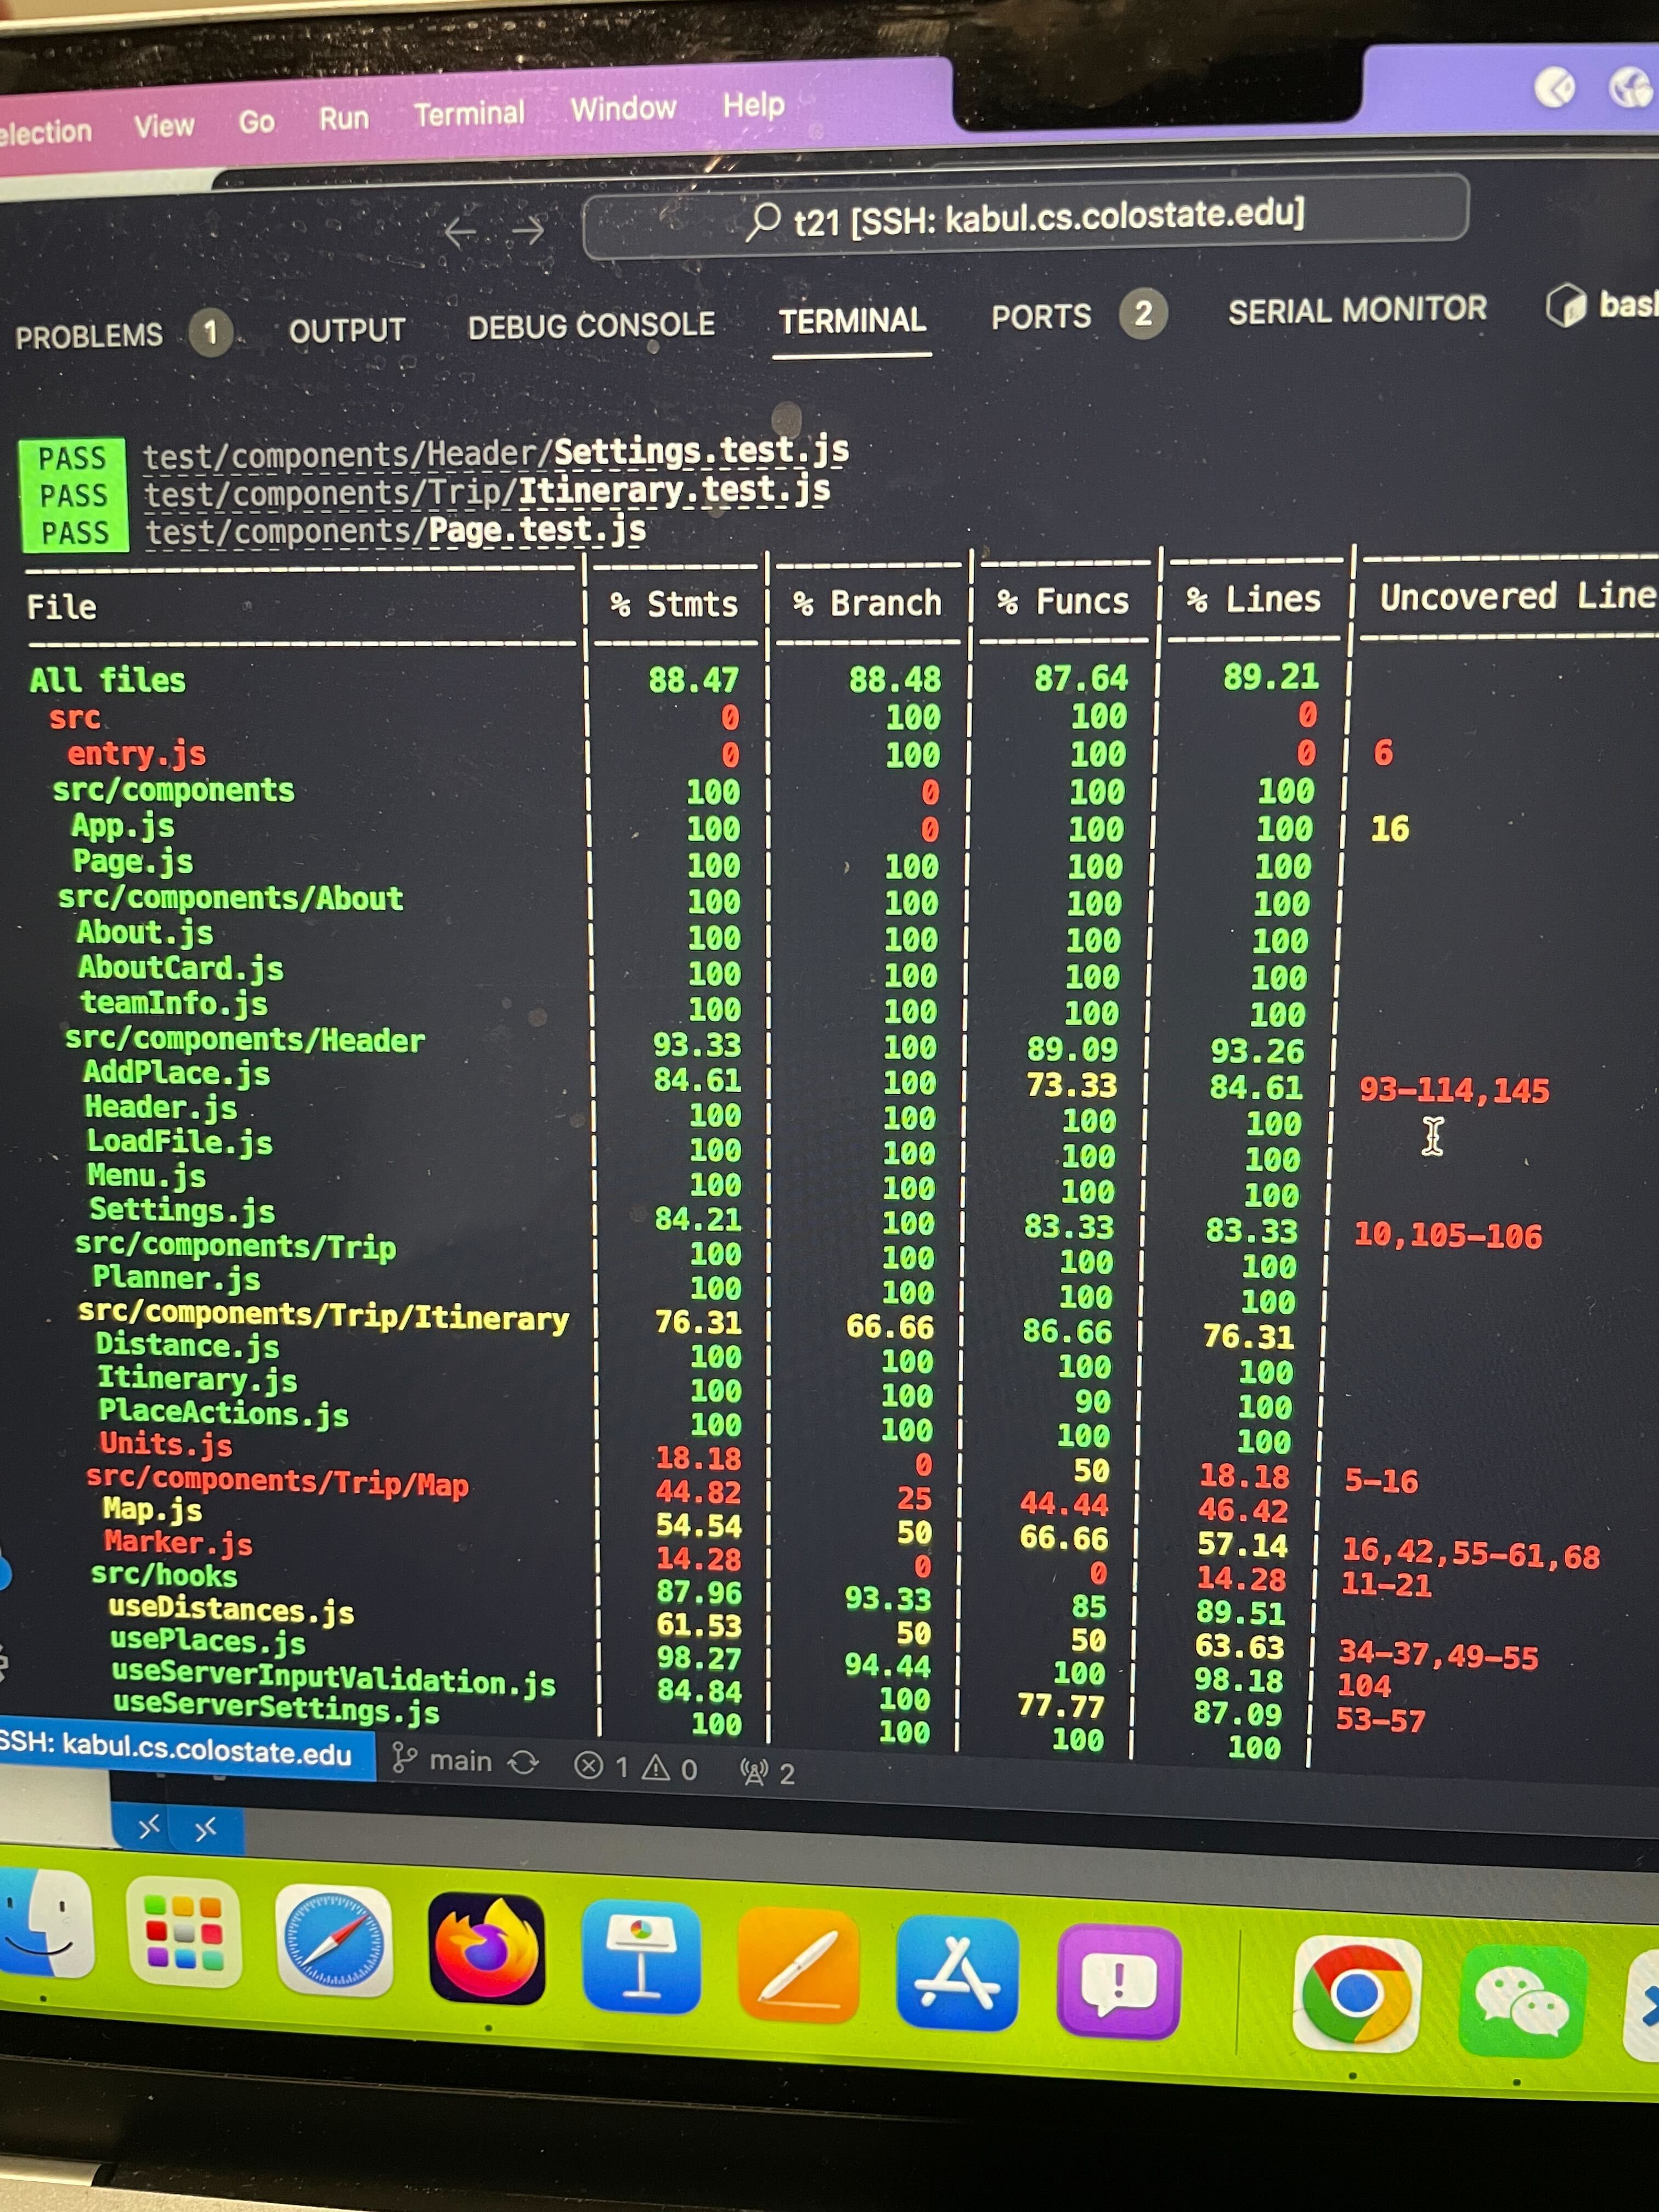 election View Go Run Terminal Window Help
t21 [SSH: kabul.cs.colostate.edu]
PROBLEMS 1 OUTPUT DEBUG CONSOLE TERMINAL PORTS 2 SERIAL MONITOR bas
PASS test/components/Header/Settings.test.js
PASS test/components/Trip/Itinerary.test.js
PASS test/components/Page.test.js
File | % Stmts | % Branch | % Funcs | % Lines | Uncovered Line
All files | 88.47 | 88.48 | 87.64 | 89.21 |
src | 0 | 100 | 100 | 0 |
entry.js | 0 | 100 | 100 | 0 | 6
src/components | 100 | 0 | 100 | 100 |
App.js | 100 | 0 | 100 | 100 | 16
Page.js | 100 | 100 | 100 | 100 |
src/components/About | 100 | 100 | 100 | 100 |
About.js | 100 | 100 | 100 | 100 |
AboutCard.js | 100 | 100 | 100 | 100 |
teamInfo.js | 100 | 100 | 100 | 100 |
src/components/Header | 93.33 | 100 | 89.09 | 93.26 |
AddPlace.js | 84.61 | 100 | 73.33 | 84.61 | 93-114,145
Header.js | 100 | 100 | 100 | 100 |
LoadFile.js | 100 | 100 | 100 | 100 |
Menu.js | 100 | 100 | 100 | 100 |
Settings.js | 84.21 | 100 | 83.33 | 83.33 | 10,105-106
src/components/Trip | 100 | 100 | 100 | 100 |
Planner.js | 100 | 100 | 100 | 100 |
src/components/Trip/Itinerary | 76.31 | 66.66 | 86.66 | 76.31 |
Distance.js | 100 | 100 | 100 | 100 |
Itinerary.js | 100 | 100 | 90 | 100 |
PlaceActions.js | 100 | 100 | 100 | 100 |
Units.js | 18.18 | 0 | 50 | 18.18 | 5-16
src/components/Trip/Map | 44.82 | 25 | 44.44 | 46.42 |
Map.js | 54.54 | 50 | 66.66 | 57.14 | 16,42,55-61,68
Marker.js | 14.28 | 0 | 0 | 14.28 | 11-21
src/hooks | 87.96 | 93.33 | 85 | 89.51 |
useDistances.js | 61.53 | 50 | 50 | 63.63 | 34-37,49-55
usePlaces.js | 98.27 | 94.44 | 100 | 98.18 | 104
useServerInputValidation.js | 84.84 | 100 | 77.77 | 87.09 | 53-57
useServerSettings.js | 100 | 100 | 100 | 100 |
SSH: kabul.cs.colostate.edu main 1 0 2